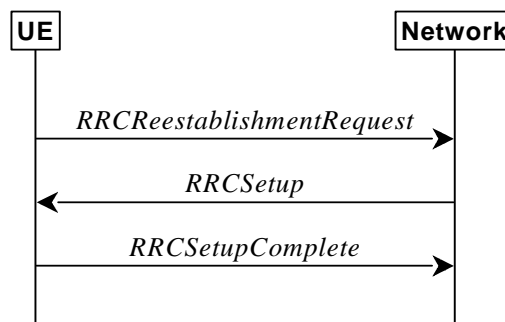 UE
Network
RRCReestablishmentRequest
RRCSetup
RRCSetupComplete